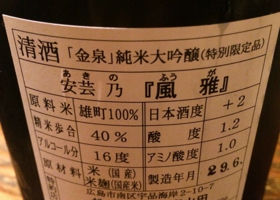 清酒「金泉」純米大吟醸(特別限定品)
あきの ふうが
安芸乃『風雅』
原料米 雄町100% 日本酒度 +2
精米歩合 40% 酸度 1.2
アルコール分 16度 アミノ酸度 1.0
原材料 米(国産) 米麹(国産米) 製造年月 29.6.
広島市南区宇品海岸2-10-7